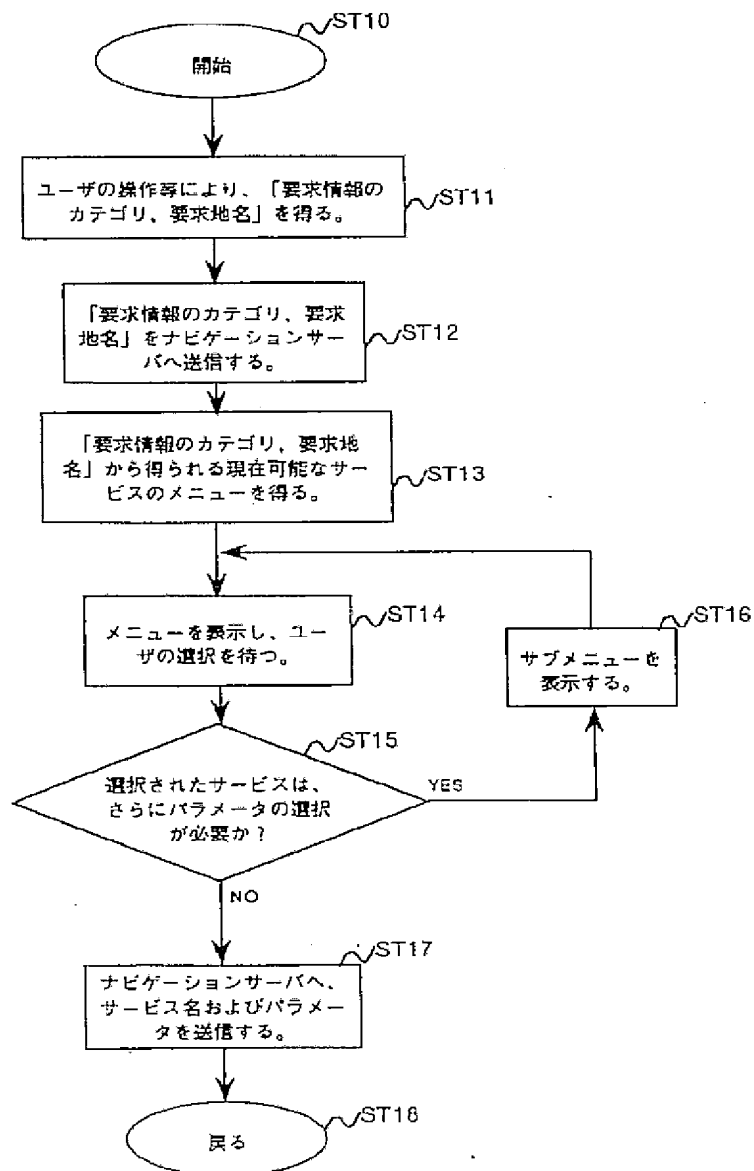 ST10
開始
ユーザの操作等により、「要求情報の
カテゴリ、要求地名」を得る。
ST11
「要求情報のカテゴリ、要求
地名」をナビゲーションサー
バへ送信する。
ST12
「要求情報のカテゴリ、要求地
名」から得られる現在可能なサー
ビスのメニューを得る。
ST13
メニューを表示し、ユー
ザの選択を待つ。
ST14
ST16
サブメニューを
表示する。
ST15
選択されたサービスは、
さらにパラメータの選択
が必要か?
YES
NO
ST17
ナビゲーションサーバへ、
サービス名およびパラメー
タを送信する。
ST18
戻る